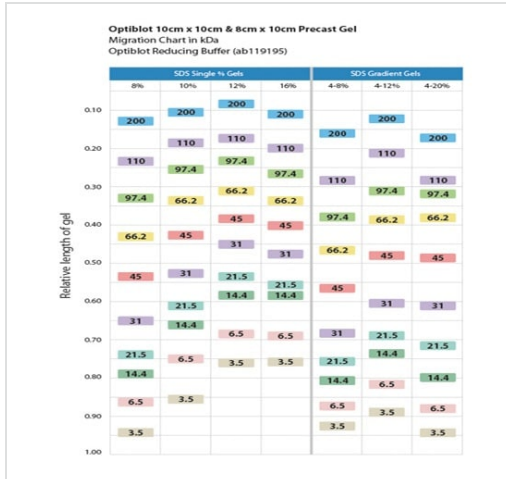 Optiblot 10cm x 10cm & 8cm x 10cm Precast Gel
Migration Chart in kDa
Optiblot Reducing Buffer (ab119195)
SDS Single % Gels SDS Gradient Gels
8% 10% 12% 16% 4-8% 4-12% 4-20%
Relative length of gel
200
0.10 200 200
200 200
200 200
110 110 110 200
0.20 110 110
110 97.4
97.4 97.4 110 110
0.30 66.2 97.4 97.4
97.4 66.2 66.2
45 97.4 66.2 66.2
0.40 45
66.2 45
31 66.2
31 45 45
0.50
45 31 21.5
21.5 45
14.4 14.4
0.60 21.5 31 31
31 14.4
6.5 6.5 31 21.5
0.70 21.5
21.5 14.4
6.5 3.5 3.5 21.5
14.4
0.80 14.4 14.4
6.5
3.5
6.5 6.5 6.5
3.5
0.90
3.5
3.5 3.5
1.00